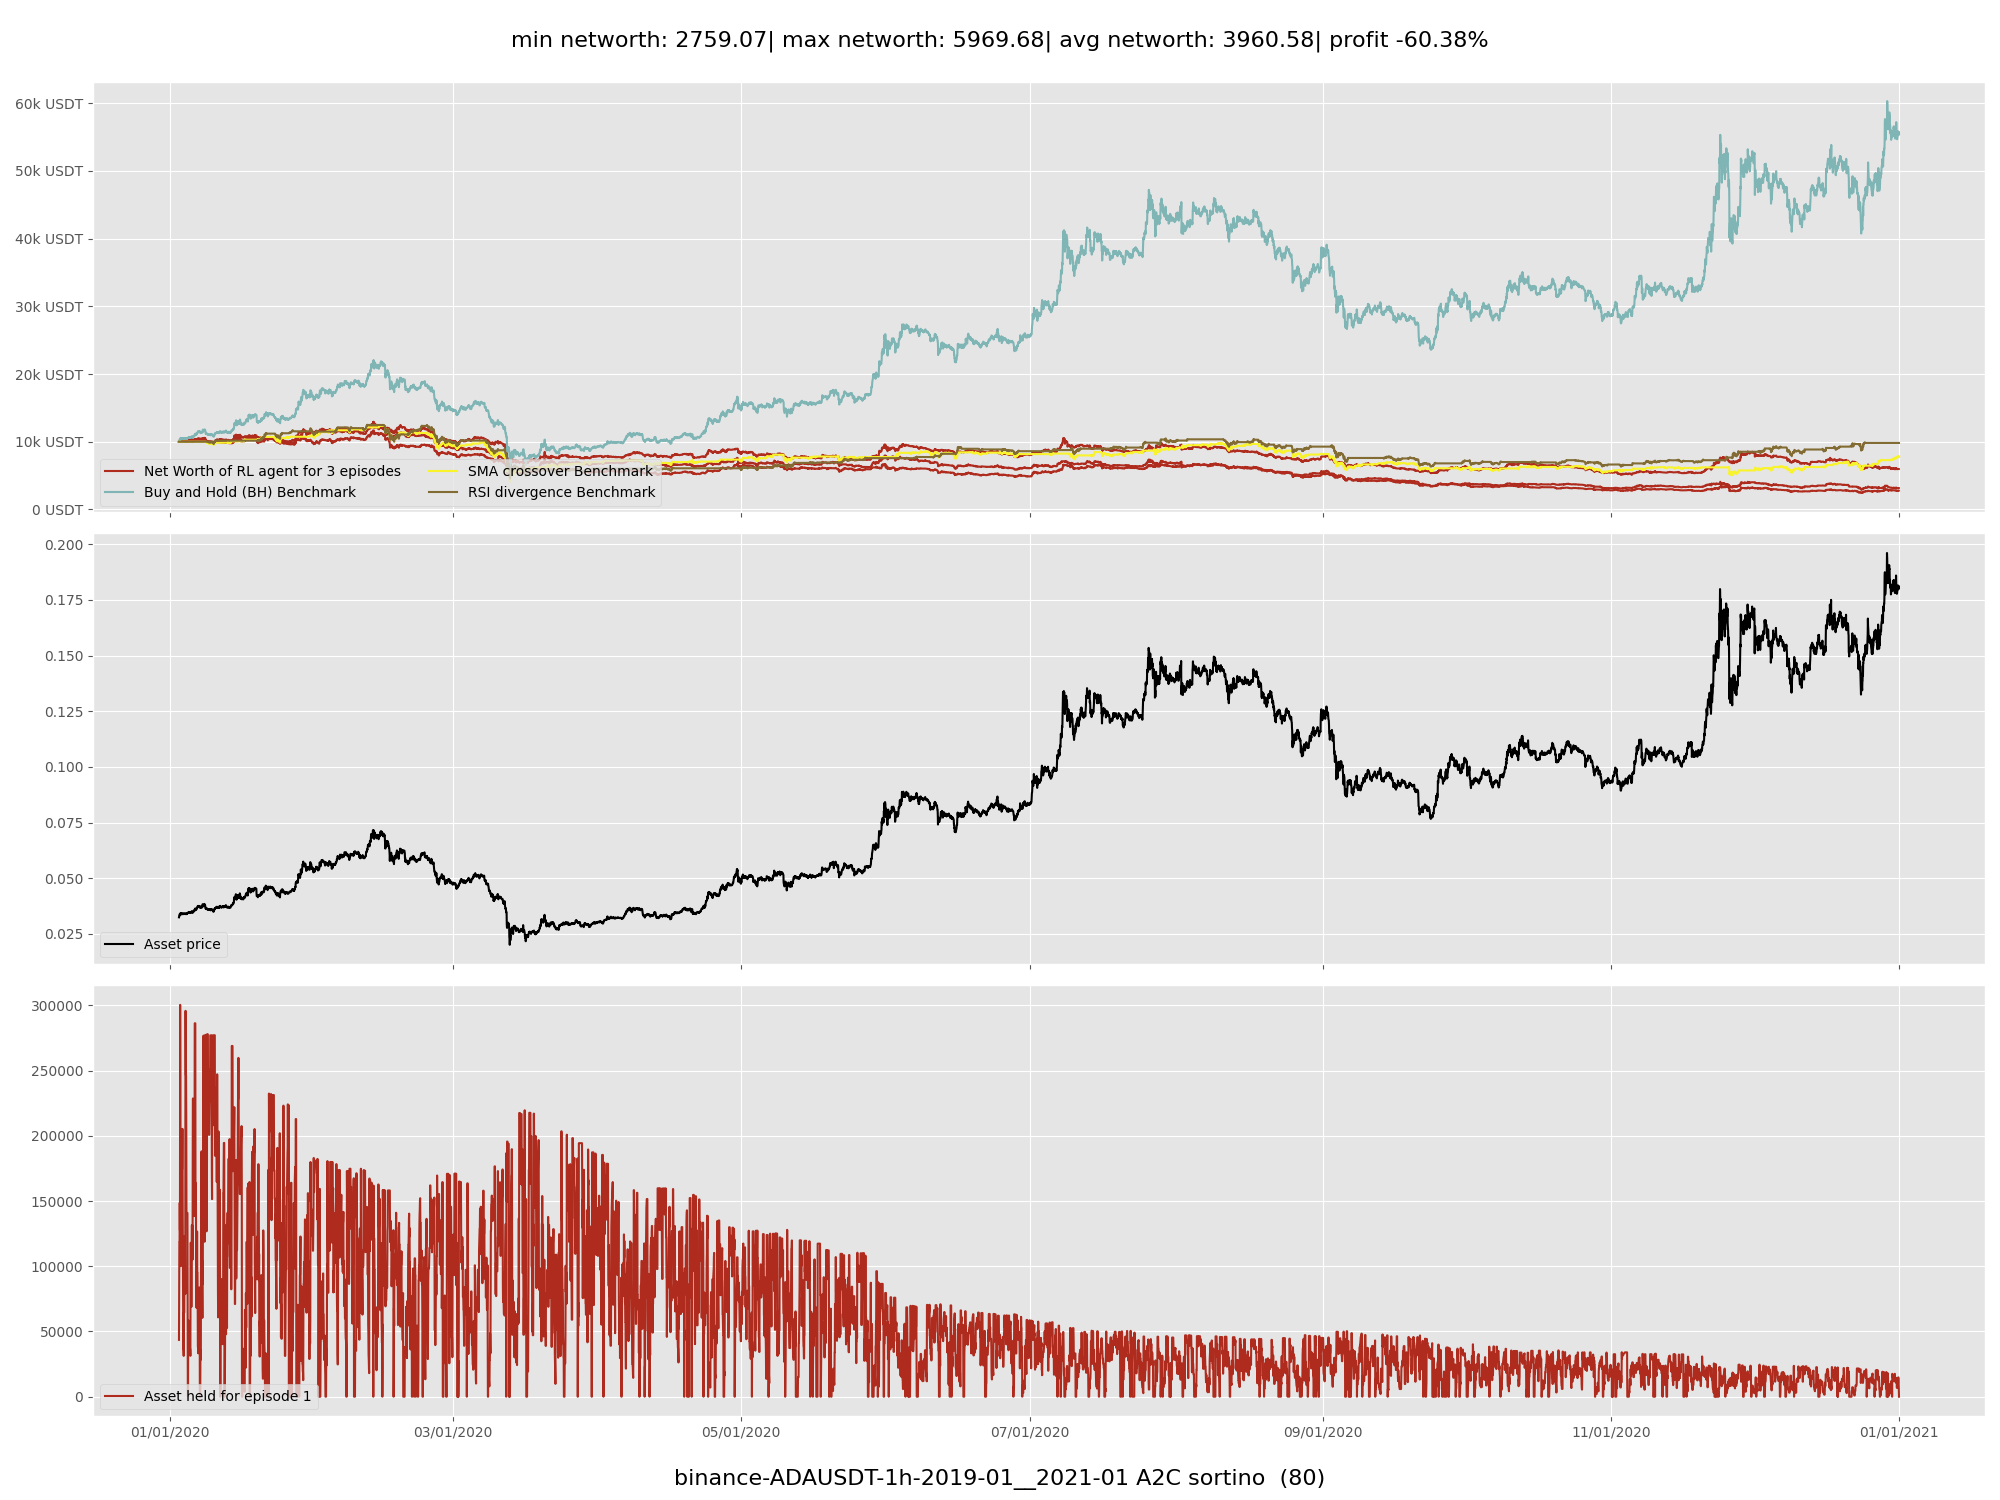 min networth: 2759.07| max networth: 5969.68| avg networth: 3960.58| profit -60.38%
60k USDT
50k USDT
40k USDT
30k USDT
20k USDT
10k USDT
0 USDT
Net Worth of RL agent for 3 episodes
Buy and Hold (BH) Benchmark
SMA crossover Benchmark
RSI divergence Benchmark
0.200
0.175
0.150
0.125
0.100
0.075
0.050
0.025
Asset price
300000
250000
200000
150000
100000
50000
0
Asset held for episode 1
01/01/2020
03/01/2020
05/01/2020
07/01/2020
09/01/2020
11/01/2020
01/01/2021
binance-ADAUSDT-1h-2019-01__2021-01 A2C sortino  (80)